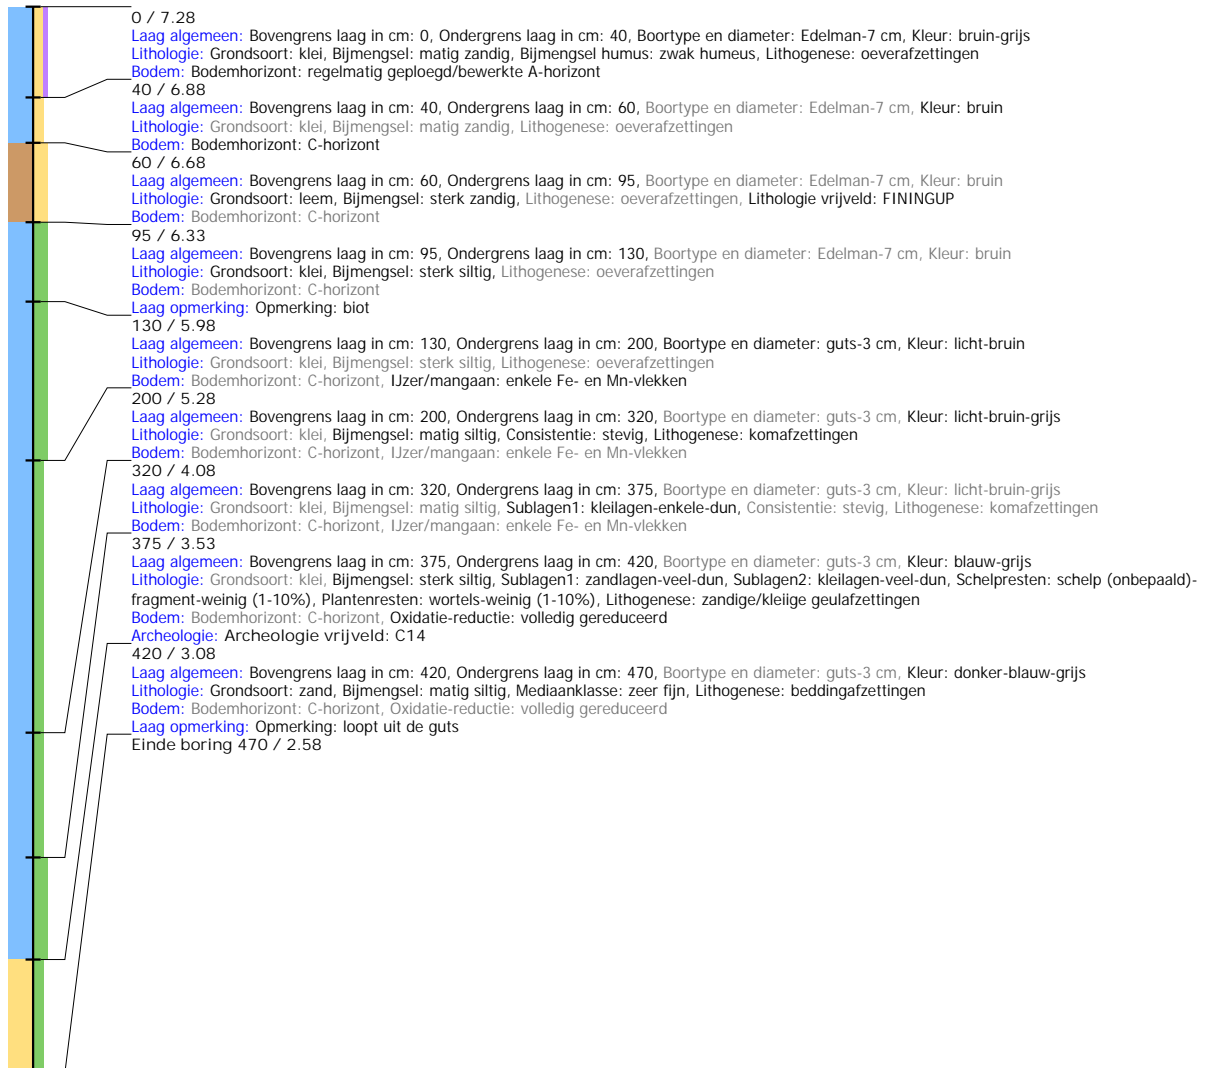 0 / 7.28
Laag algemeen: Bovengrens laag in cm: 0, Ondergrens laag in cm: 40, Boortype en diameter: Edelman-7 cm, Kleur: bruin-grijs
Lithologie: Grondsoort: klei, Bijmengsel: matig zandig, Bijmengsel humus: zwak humeus, Lithogenese: oeverafzettingen
Bodem: Bodemhorizont: regelmatig geploegd/bewerkte A-horizont
40 / 6.88
Laag algemeen: Bovengrens laag in cm: 40, Ondergrens laag in cm: 60, Boortype en diameter: Edelman-7 cm, Kleur: bruin
Lithologie: Grondsoort: klei, Bijmengsel: matig zandig, Lithogenese: oeverafzettingen
Bodem: Bodemhorizont: C-horizont
60 / 6.68
Laag algemeen: Bovengrens laag in cm: 60, Ondergrens laag in cm: 95, Boortype en diameter: Edelman-7 cm, Kleur: bruin
Lithologie: Grondsoort: leem, Bijmengsel: sterk zandig, Lithogenese: oeverafzettingen, Lithologie vrijveld: FININGUP
Bodem: Bodemhorizont: C-horizont
95 / 6.33
Laag algemeen: Bovengrens laag in cm: 95, Ondergrens laag in cm: 130, Boortype en diameter: Edelman-7 cm, Kleur: bruin
Lithologie: Grondsoort: klei, Bijmengsel: sterk siltig, Lithogenese: oeverafzettingen
Bodem: Bodemhorizont: C-horizont
Laag opmerking: Opmerking: biot
130 / 5.98
Laag algemeen: Bovengrens laag in cm: 130, Ondergrens laag in cm: 200, Boortype en diameter: guts-3 cm, Kleur: licht-bruin
Lithologie: Grondsoort: klei, Bijmengsel: sterk siltig, Lithogenese: oeverafzettingen
Bodem: Bodemhorizont: C-horizont, IJzer/mangaan: enkele Fe- en Mn-vlekken
200 / 5.28
Laag algemeen: Bovengrens laag in cm: 200, Ondergrens laag in cm: 320, Boortype en diameter: guts-3 cm, Kleur: licht-bruin-grijs
Lithologie: Grondsoort: klei, Bijmengsel: matig siltig, Consistentie: stevig, Lithogenese: komafzettingen
Bodem: Bodemhorizont: C-horizont, IJzer/mangaan: enkele Fe- en Mn-vlekken
320 / 4.08
Laag algemeen: Bovengrens laag in cm: 320, Ondergrens laag in cm: 375, Boortype en diameter: guts-3 cm, Kleur: licht-bruin-grijs
Lithologie: Grondsoort: klei, Bijmengsel: matig siltig, Sublagen1: kleilagen-enkele-dun, Consistentie: stevig, Lithogenese: komafzettingen
Bodem: Bodemhorizont: C-horizont, IJzer/mangaan: enkele Fe- en Mn-vlekken
375 / 3.53
Laag algemeen: Bovengrens laag in cm: 375, Ondergrens laag in cm: 420, Boortype en diameter: guts-3 cm, Kleur: blauw-grijs
Lithologie: Grondsoort: klei, Bijmengsel: sterk siltig, Sublagen1: zandlagen-veel-dun, Sublagen2: kleilagen-veel-dun, Schelpresten: schelp (onbepaald)-
fragment-weinig (1-10%), Plantenresten: wortels-weinig (1-10%), Lithogenese: zandige/kleiige geulafzettingen
Bodem: Bodemhorizont: C-horizont, Oxidatie-reductie: volledig gereduceerd
Archeologie: Archeologie vrijveld: C14
420 / 3.08
Laag algemeen: Bovengrens laag in cm: 420, Ondergrens laag in cm: 470, Boortype en diameter: guts-3 cm, Kleur: donker-blauw-grijs
Lithologie: Grondsoort: zand, Bijmengsel: matig siltig, Mediaanklasse: zeer fijn, Lithogenese: beddingafzettingen
Bodem: Bodemhorizont: C-horizont, Oxidatie-reductie: volledig gereduceerd
Laag opmerking: Opmerking: loopt uit de guts
Einde boring 470 / 2.58